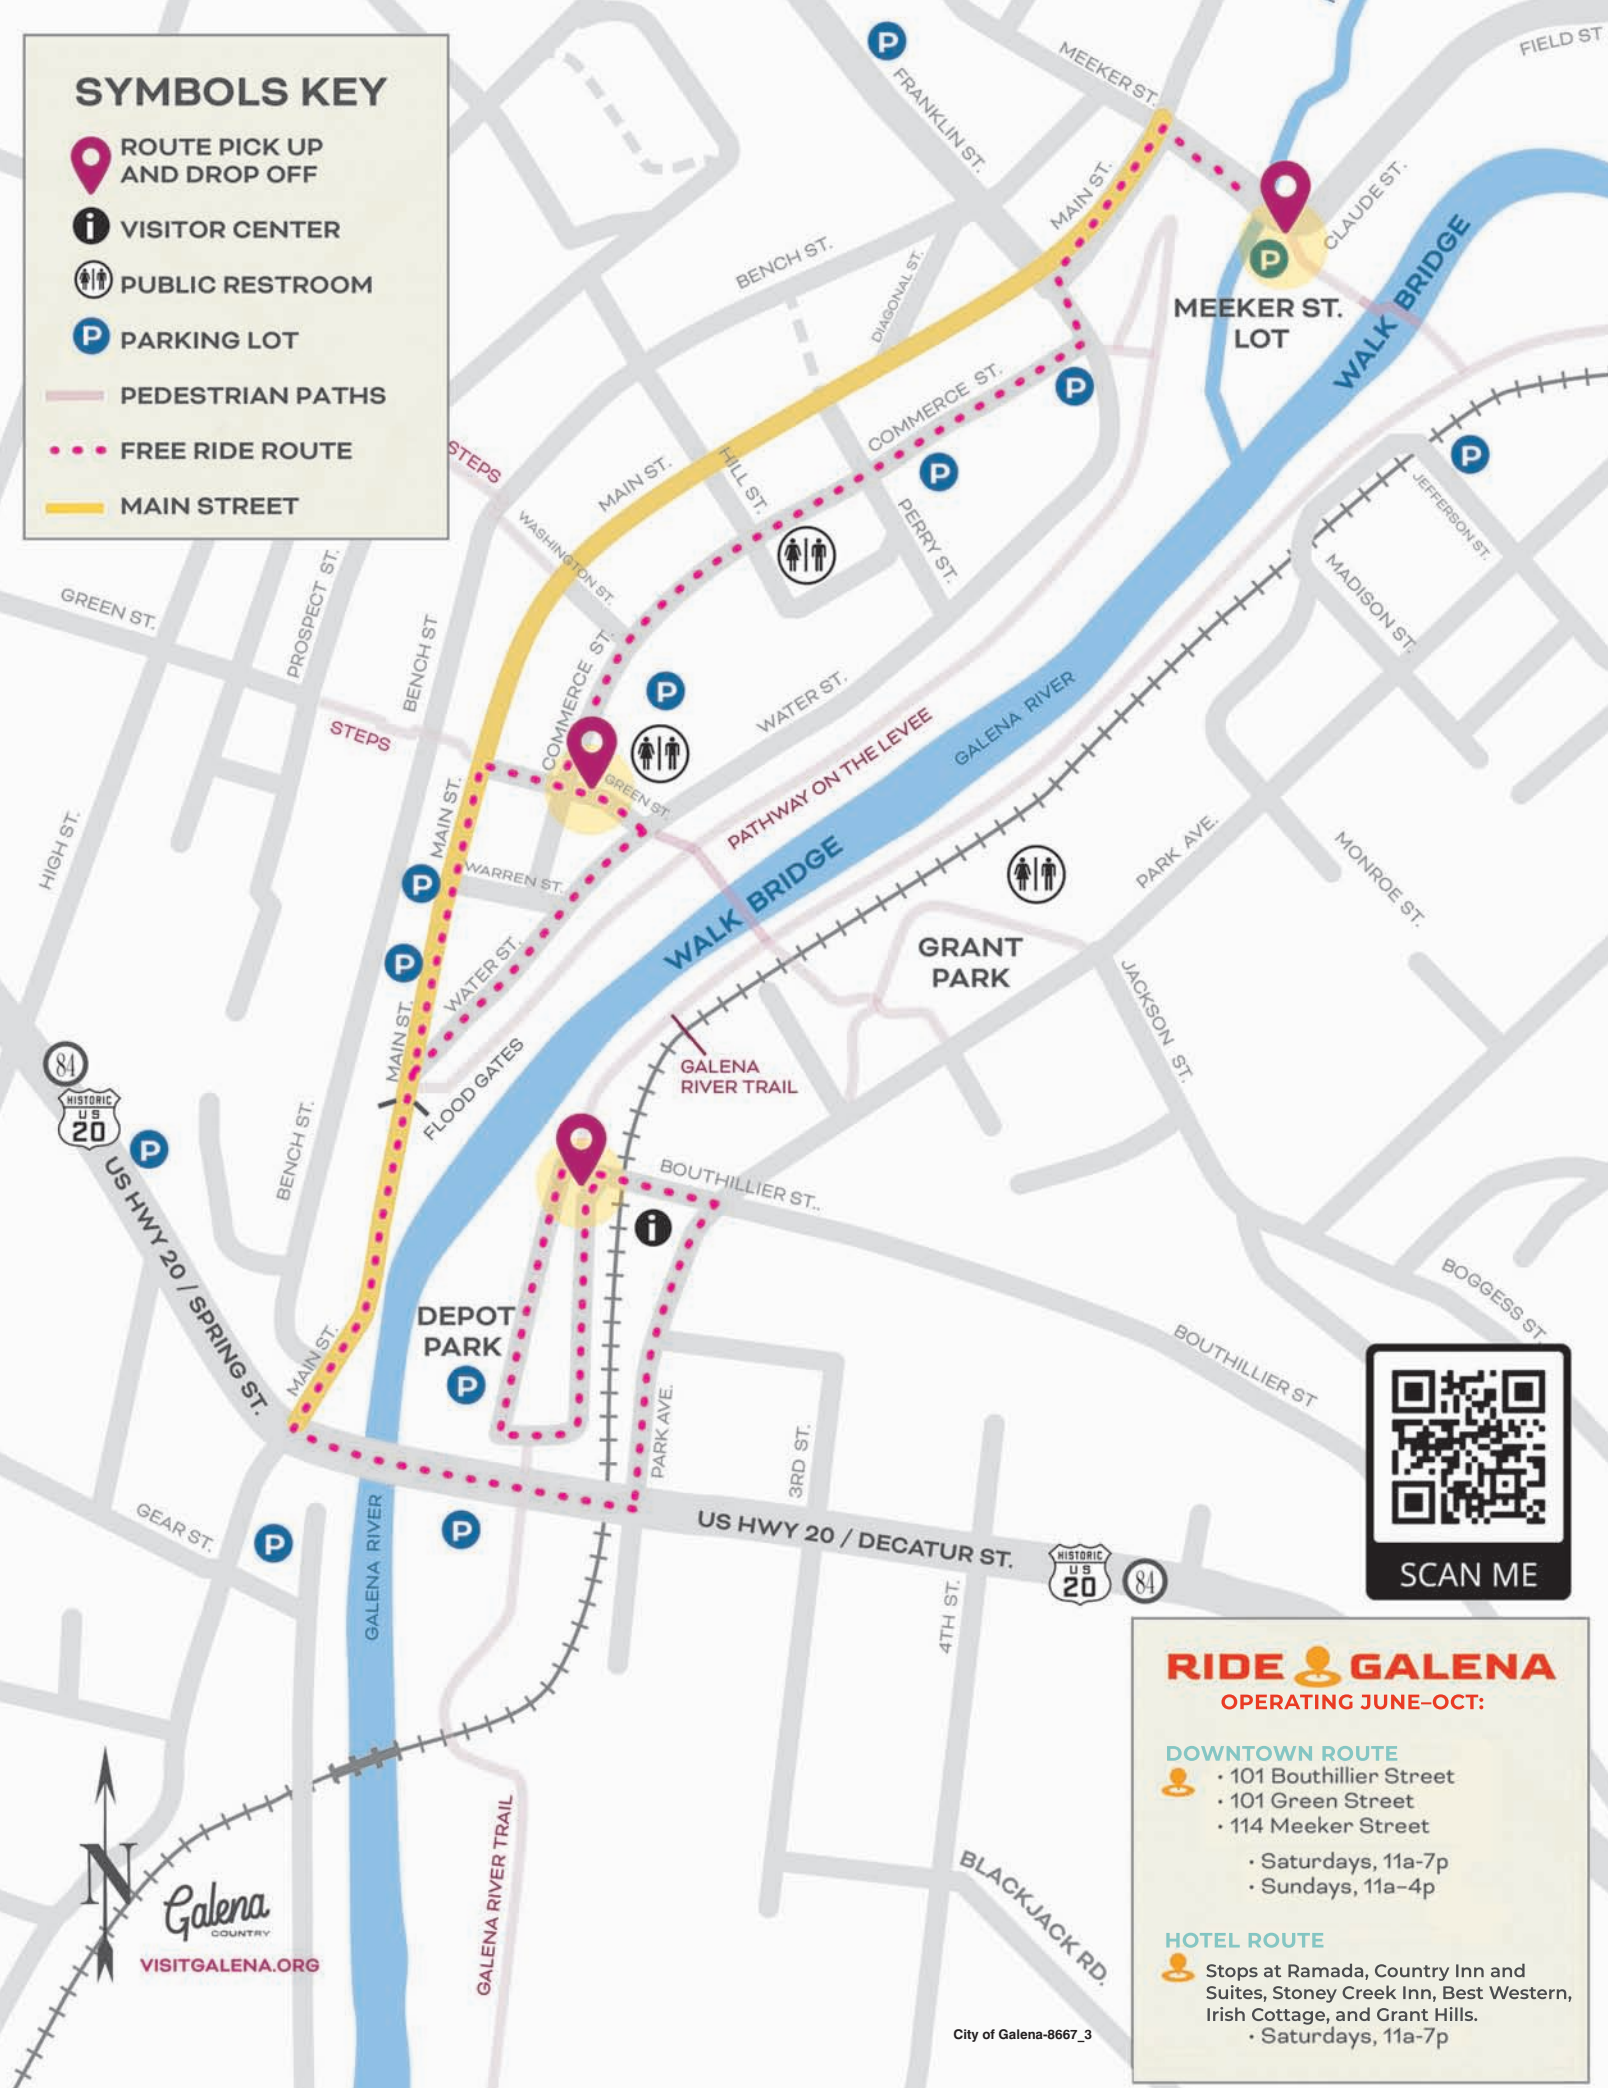 SYMBOLS KEY
ROUTE PICK UP
AND DROP OFF
i
VISITOR CENTER
PUBLIC RESTROOM
P
PARKING LOT
PEDESTRIAN PATHS
FREE RIDE ROUTE
MAIN STREET
P
FRANKLIN ST.
MEEKER ST.
FIELD ST
MAIN ST.
CLAUDE ST.
P
MEEKER ST.
LOT
WALK BRIDGE
BENCH ST.
DIAGONAL ST.
COMMERCE ST.
P
P
P
STEPS
MAIN ST.
HILL ST.
PERRY ST.
JEFFERSON ST.
MADISON ST.
WASHINGTON ST.
GREEN ST.
PROSPECT ST.
BENCH ST
COMMERCE ST.
P
WATER ST.
STEPS
GREEN ST.
PATHWAY ON THE LEVEE
GALENA RIVER
HIGH ST.
MAIN ST.
P
WARREN ST.
WALK BRIDGE
PARK AVE.
MONROE ST.
GRANT
PARK
P
WATER ST.
JACKSON ST.
MAIN ST.
FLOOD GATES
GALENA
RIVER TRAIL
84
HISTORIC
US
20
P
US HWY 20 / SPRING ST.
BENCH ST.
BOUTHILLIER ST..
i
DEPOT
PARK
P
BOGGESS ST
BOUTHILLIER ST
MAIN ST.
PARK AVE.
3RD ST.
GEAR ST.
P
GALENA RIVER
P
US HWY 20 / DECATUR ST.
HISTORIC
US
20
84
4TH ST.
SCAN ME
N
Galena
COUNTRY
VISITGALENA.ORG
GALENA RIVER TRAIL
BLACKJACK RD.
City of Galena-8667_3
RIDE GALENA
OPERATING JUNE–OCT:
DOWNTOWN ROUTE
• 101 Bouthillier Street
• 101 Green Street
• 114 Meeker Street
• Saturdays, 11a-7p
• Sundays, 11a–4p
HOTEL ROUTE
Stops at Ramada, Country Inn and
Suites, Stoney Creek Inn, Best Western,
Irish Cottage, and Grant Hills.
• Saturdays, 11a-7p